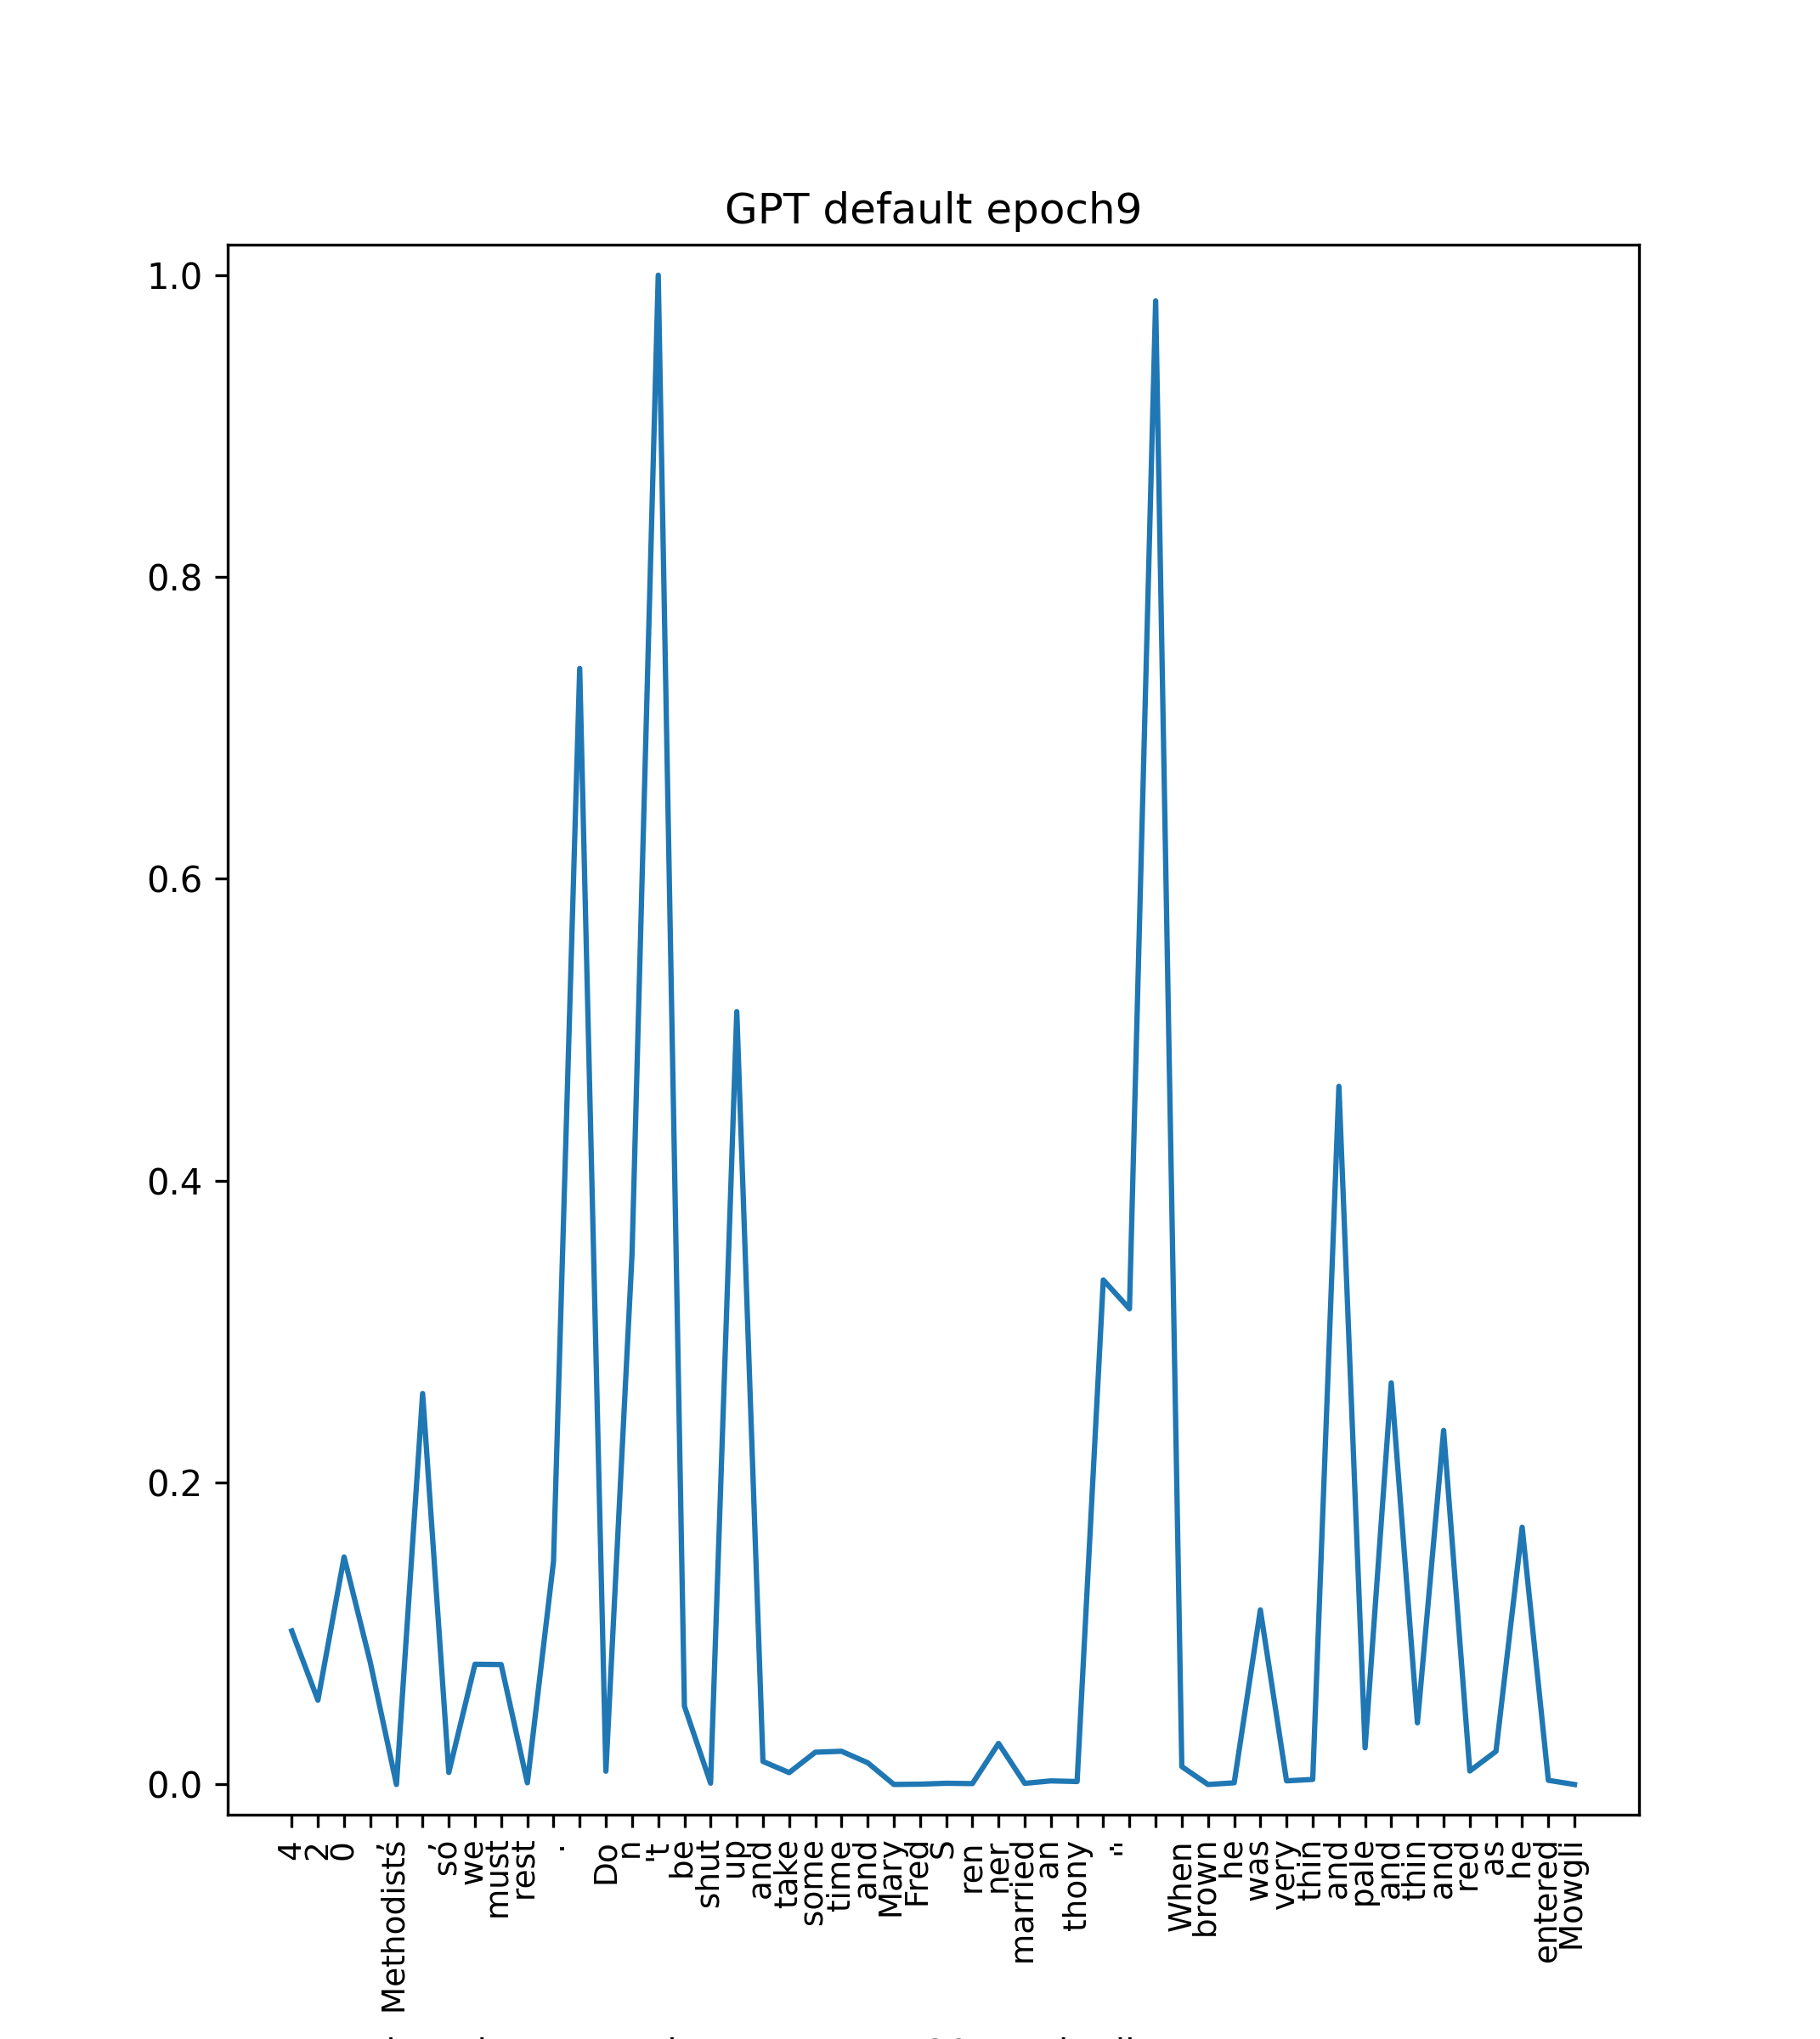 GPT default epoch9
1.0
0.8
0.6
0.4
0.2
0.0
4
2
0
Methodists’
so’
we
must
rest
.
Do
n
't
be
shut
up
and
take
some
time
and
Mary
Fred
S
ren
ner
married
an
thony
."
When
brown
he
was
very
thin
and
pale
and
thin
and
red
as
he
entered
Mowgli